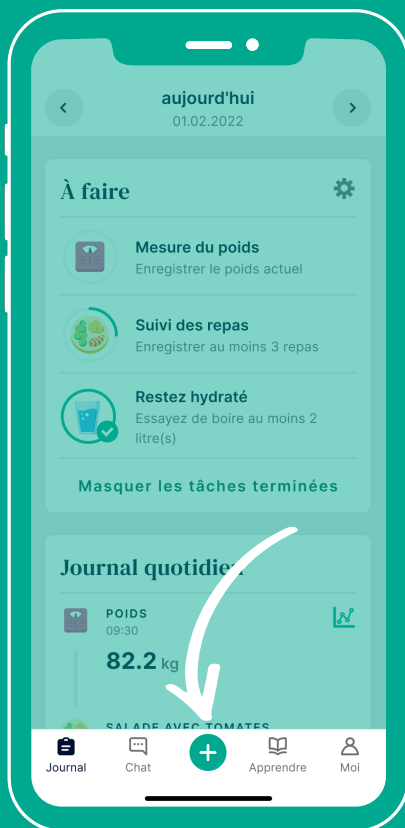 aujourd'hui
01.02.2022
À faire
Mesure du poids
Enregistrer le poids actuel
Suivi des repas
Enregistrer au moins 3 repas
Restez hydraté
Essayez de boire au moins 2
litre(s)
Masquer les tâches terminées
Journal quotidien
POIDS
09:30
82.2 kg
SALADE AVEC TOMATES
Journal
Chat
Apprendre
Moi